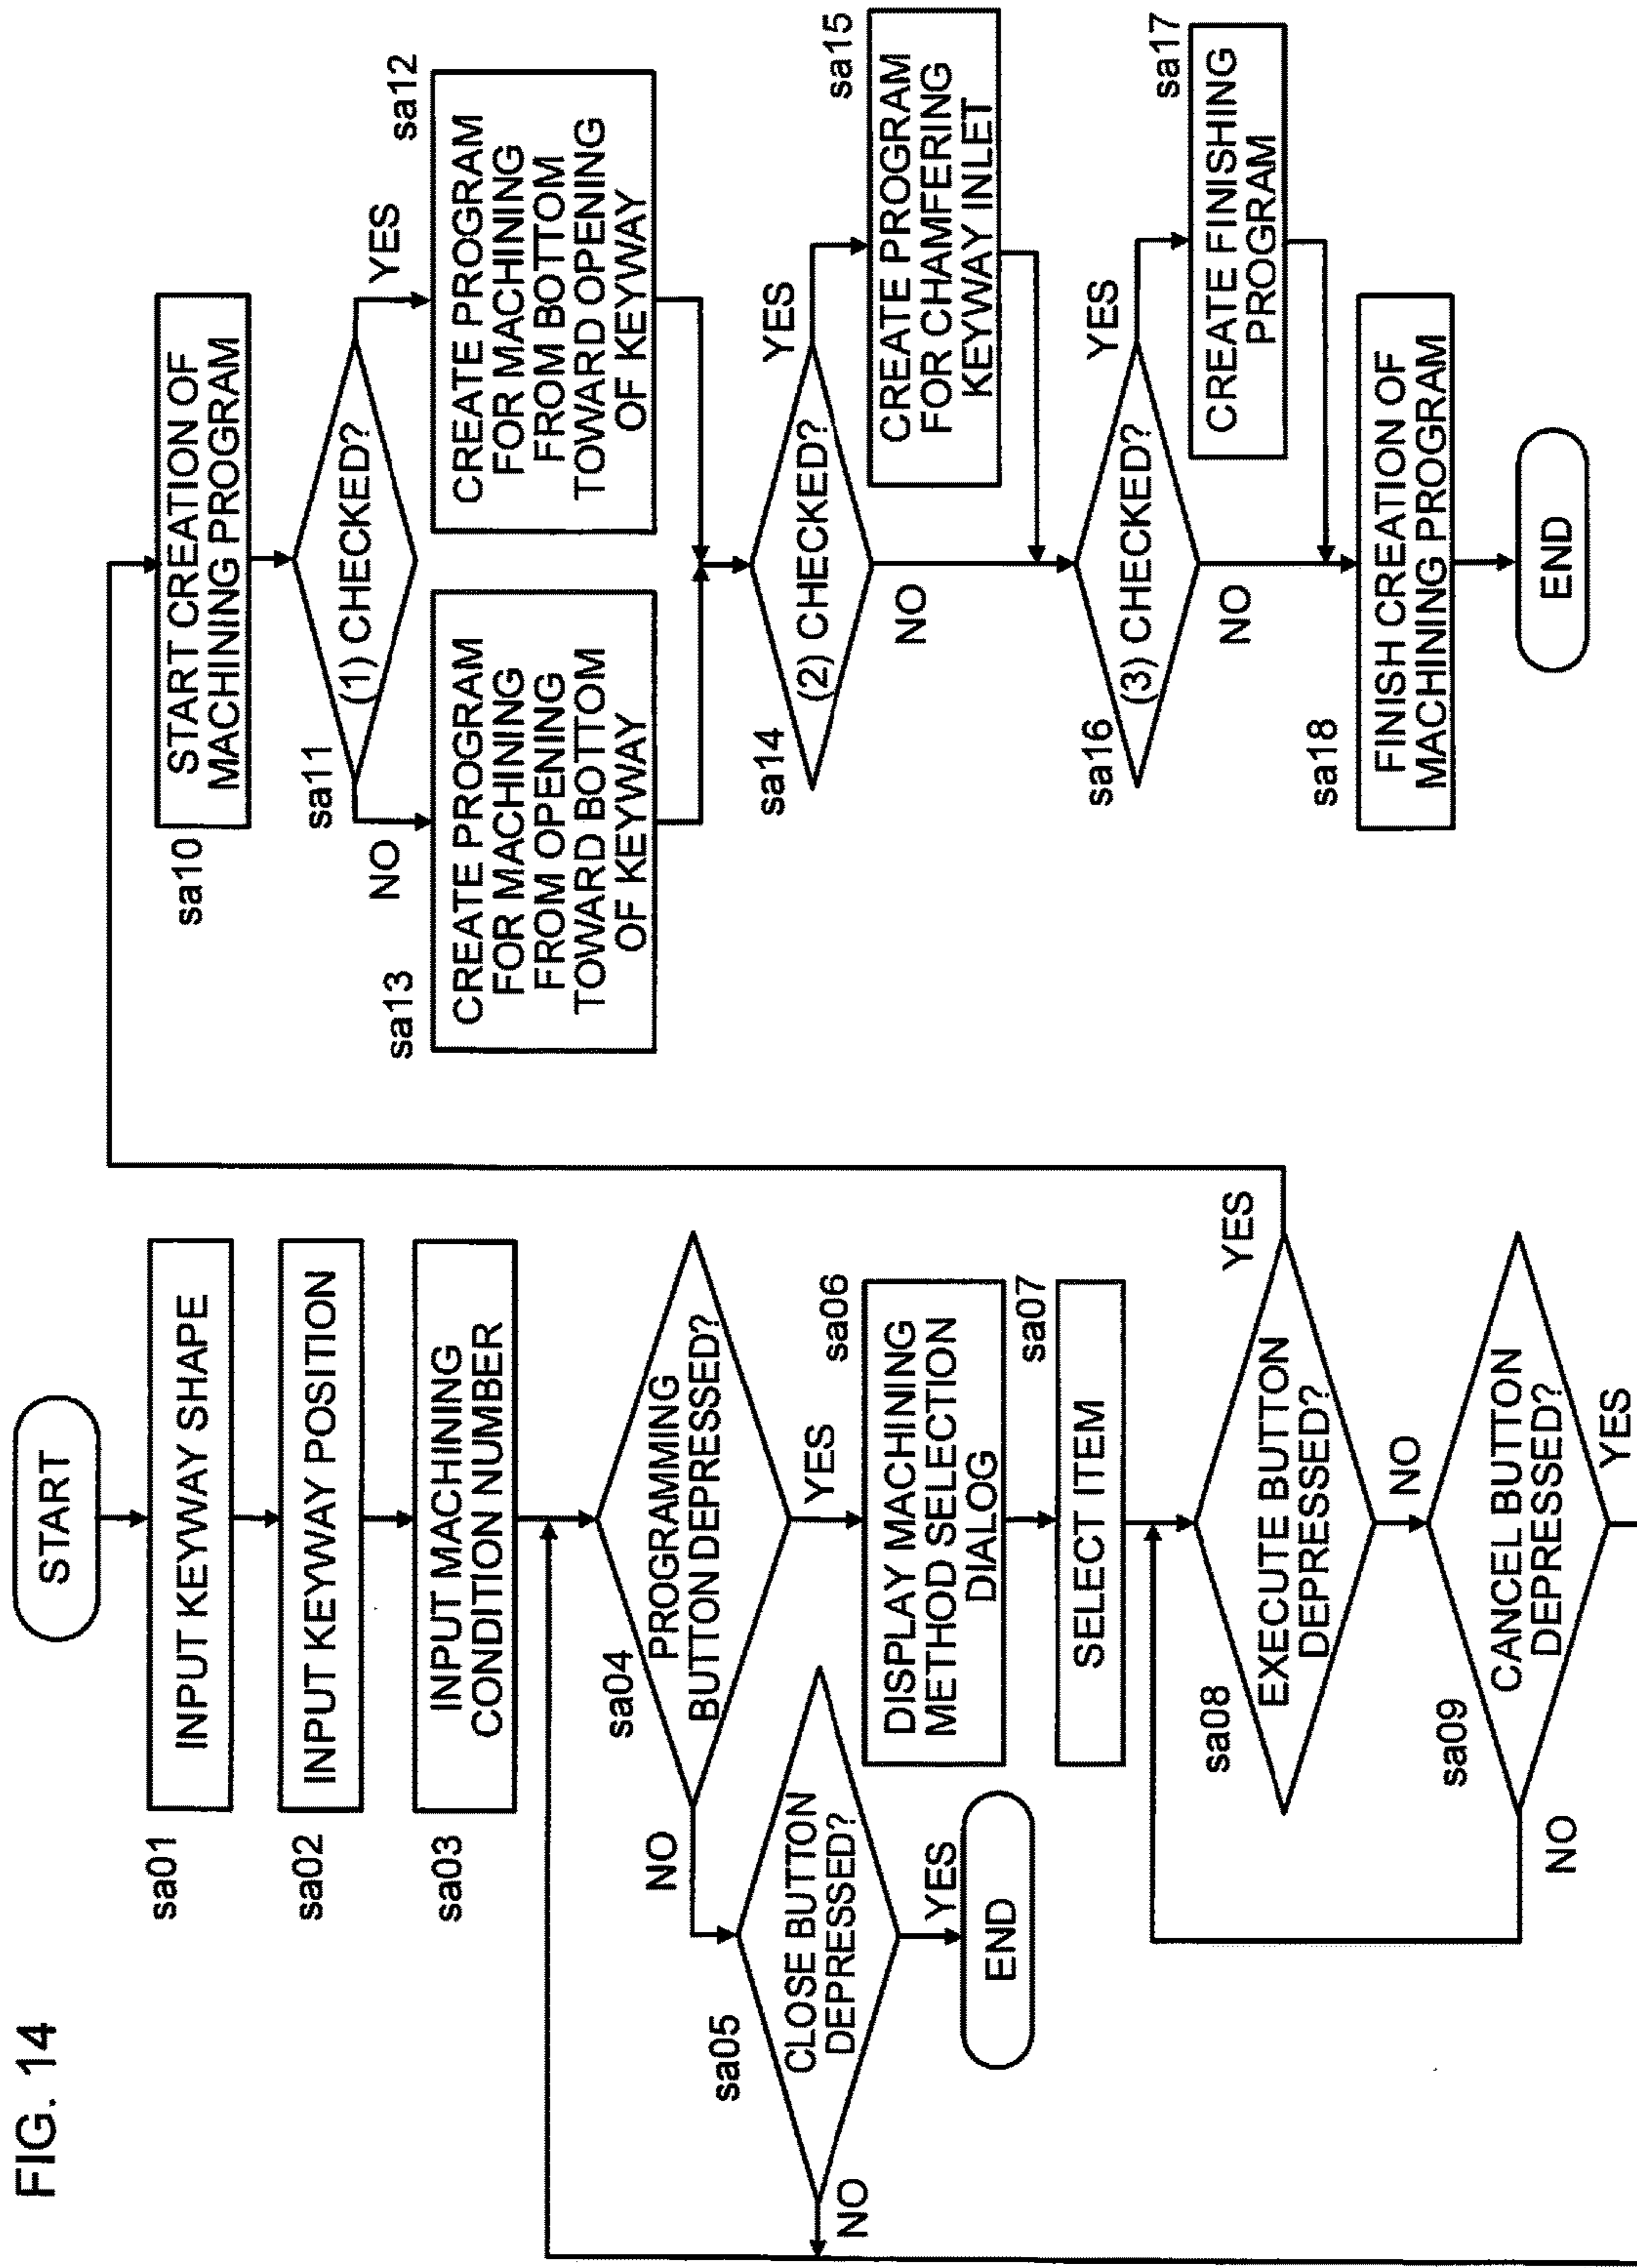 FIG. 14
START
sa01
INPUT KEYWAY SHAPE
sa02
INPUT KEYWAY POSITION
sa03
INPUT MACHINING
CONDITION NUMBER
sa04
PROGRAMMING
BUTTON DEPRESSED?
NO
YES
sa05
CLOSE BUTTON
DEPRESSED?
NO
YES
END
sa06
DISPLAY MACHINING
METHOD SELECTION
DIALOG
sa07
SELECT ITEM
sa08
EXECUTE BUTTON
DEPRESSED?
YES
NO
sa09
CANCEL BUTTON
DEPRESSED?
NO
YES
sa10
START CREATION OF
MACHINING PROGRAM
sa11
(1) CHECKED?
NO
YES
sa13
CREATE PROGRAM
FOR MACHINING
FROM OPENING
TOWARD BOTTOM
OF KEYWAY
sa12
CREATE PROGRAM
FOR MACHINING
FROM BOTTOM
TOWARD OPENING
OF KEYWAY
sa14
(2) CHECKED?
YES
NO
sa15
CREATE PROGRAM
FOR CHAMFERING
KEYWAY INLET
sa16
(3) CHECKED?
YES
NO
sa17
CREATE FINISHING
PROGRAM
sa18
FINISH CREATION OF
MACHINING PROGRAM
END